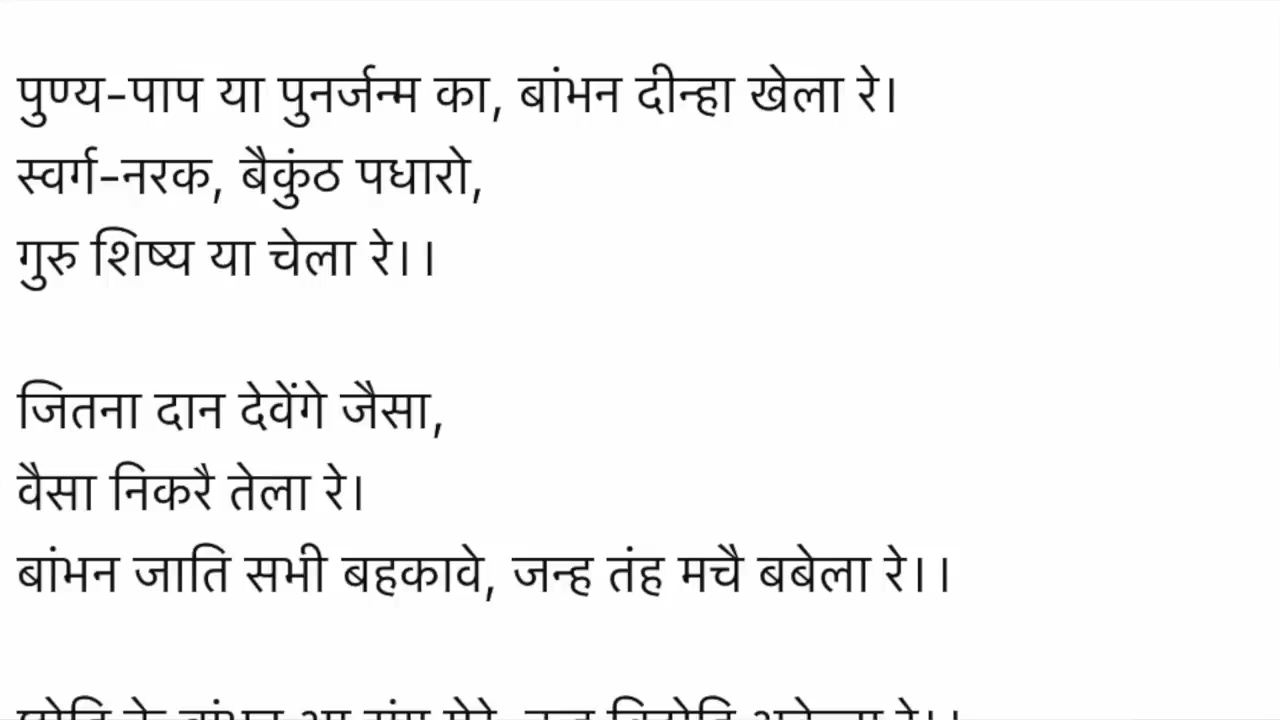 पुण्य-पाप या पुनर्जन्म का, बांभन दीन्हा खेला रे।
स्वर्ग-नरक, बैकुंठ पधारो,
गुरु शिष्य या चेला रे।।
जितना दान देवेंगे जैसा,
वैसा निकरै तेला रे।
बांभन जाति सभी बहकावे, जन्ह तंह मचै बबेला रे।।